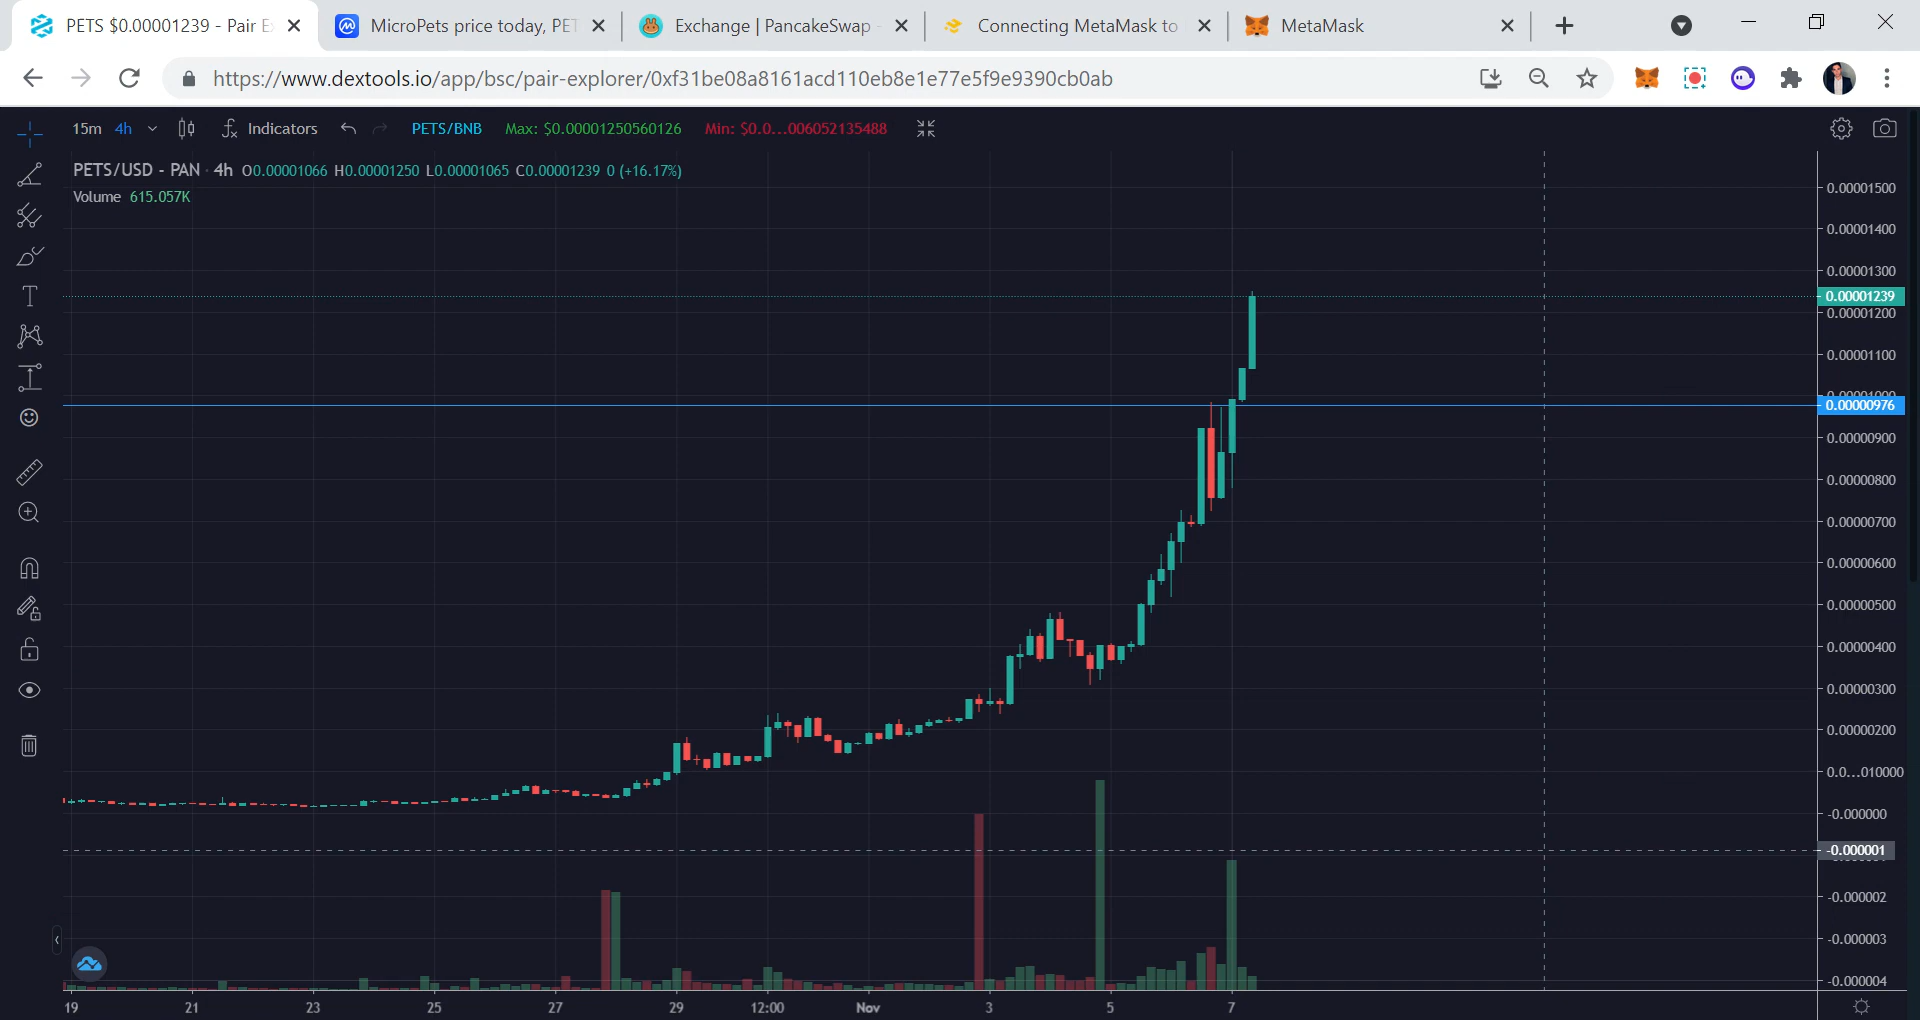 PETS $0.00001239 - Pair E
MicroPets price today, PET
Exchange | PancakeSwap -
Connecting MetaMask to
MetaMask
https://www.dextools.io/app/bsc/pair-explorer/0xf31be08a8161acd110eb8e1e77e5f9e9390cb0ab
15m 4h Indicators PETS/BNB Max: $0.00001250560126 Min: $0.0...006052135488
PETS/USD - PAN · 4h O0.00001066 H0.00001250 L0.00001065 C0.00001239 0 (+16.17%)
Volume 615.057K
0.00001500
0.00001400
0.00001300
0.00001239
0.00001200
0.00001100
0.00001000
0.00000976
0.00000900
0.00000800
0.00000700
0.00000600
0.00000500
0.00000400
0.00000300
0.00000200
0.0...010000
-0.000000
-0.000001
-0.000002
-0.000003
-0.000004
19 21 23 25 27 29 12:00 Nov 3 5 7